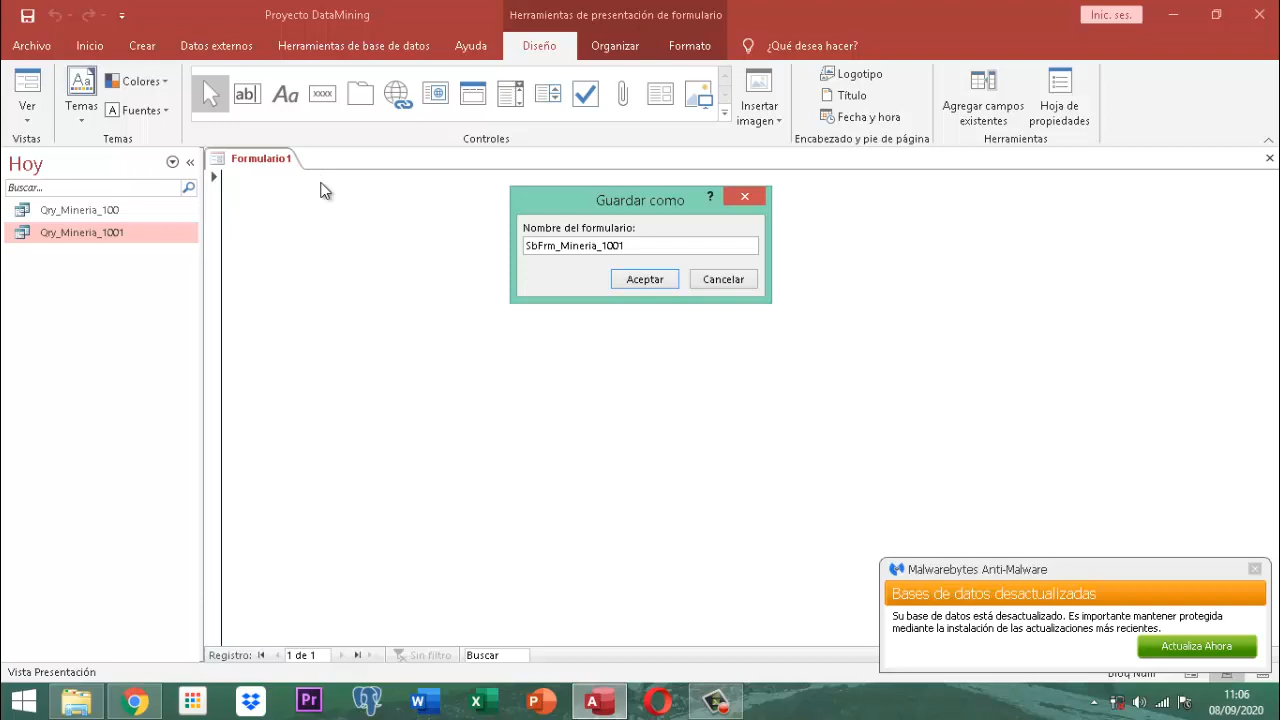 Proyecto DataMining
Herramientas de presentación de formulario
Inic. ses.
Archivo
Inicio
Crear
Datos externos
Herramientas de base de datos
Ayuda
Diseño
Organizar
Formato
¿Qué desea hacer?
Ver
Vistas
Aa
Temas
Colores
A Fuentes
Temas
ab|
Aa
xxxx
Controles
Insertar
imagen
Logotipo
Título
Fecha y hora
Encabezado y pie de página
Agregar campos
existentes
Hoja de
propiedades
Herramientas
Hoy
Buscar...
Qry_Mineria_100
Qry_Mineria_1001
Formulario1
Guardar como
?
Nombre del formulario:
SbFrm_Mineria_1001
Aceptar
Cancelar
Malwarebytes Anti-Malware
Bases de datos desactualizadas
Su base de datos está desactualizado. Es importante mantener protegida
mediante la instalación de las actualizaciones más recientes.
Actualiza Ahora
Registro:
1 de 1
Sin filtro
Buscar
Vista Presentación
Bloq Num
Pr
W
X
P
A
11:06
08/09/2020